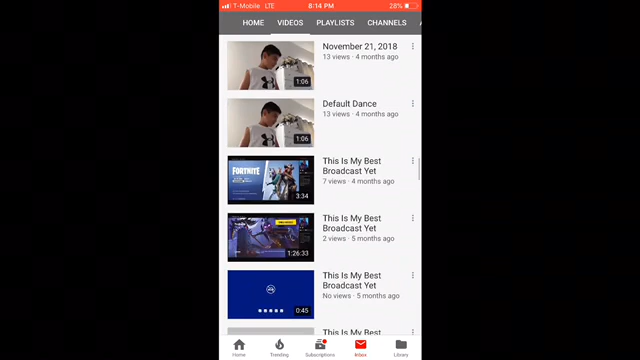 T-Mobile LTE 8:14 PM 28%
HOME VIDEOS PLAYLISTS CHANNELS A
November 21, 2018
13 views · 4 months ago
1:06
Default Dance
13 views · 4 months ago
1:06
This Is My Best
Broadcast Yet
7 views · 4 months ago
FORTNITE
3:34
This Is My Best
Broadcast Yet
2 views · 5 months ago
1:26:33
This Is My Best
Broadcast Yet
No views · 5 months ago
0:45
This Is My Best
Home Trending Subscriptions Inbox Library